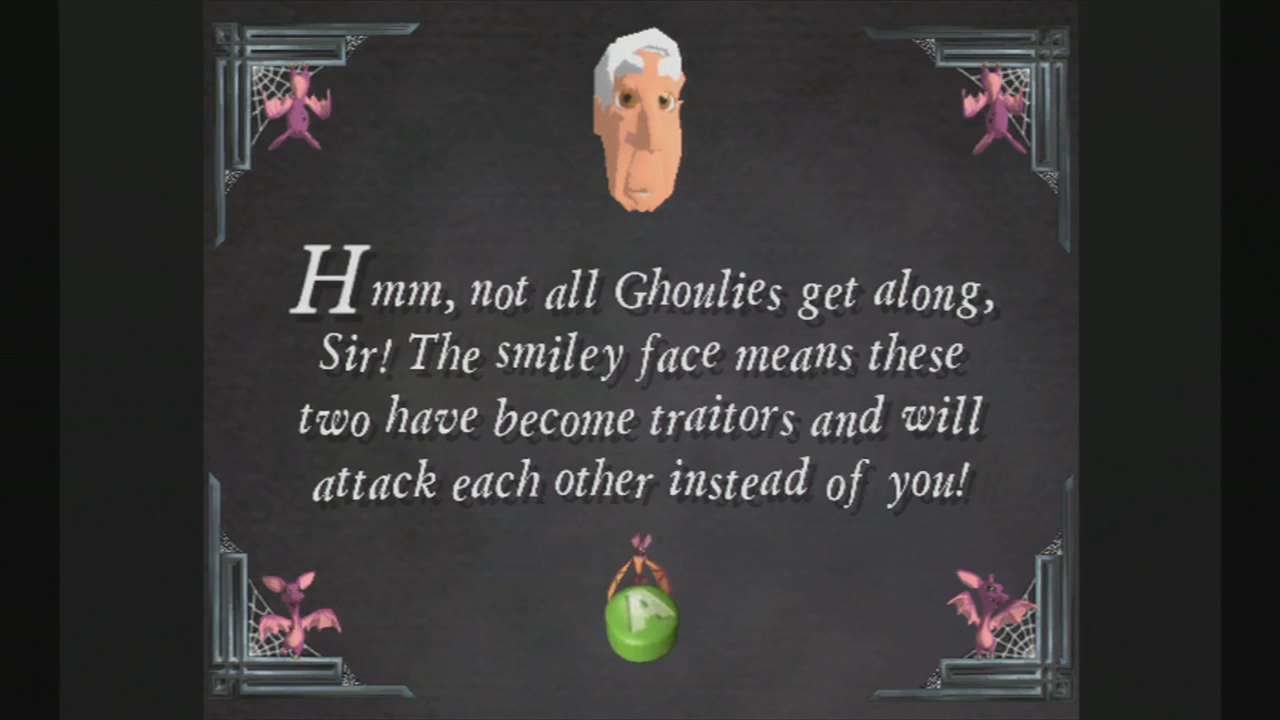 Hmm, not all Ghoulies get along,
Sir! The smiley face means these
two have become traitors and will
attack each other instead of you!
A